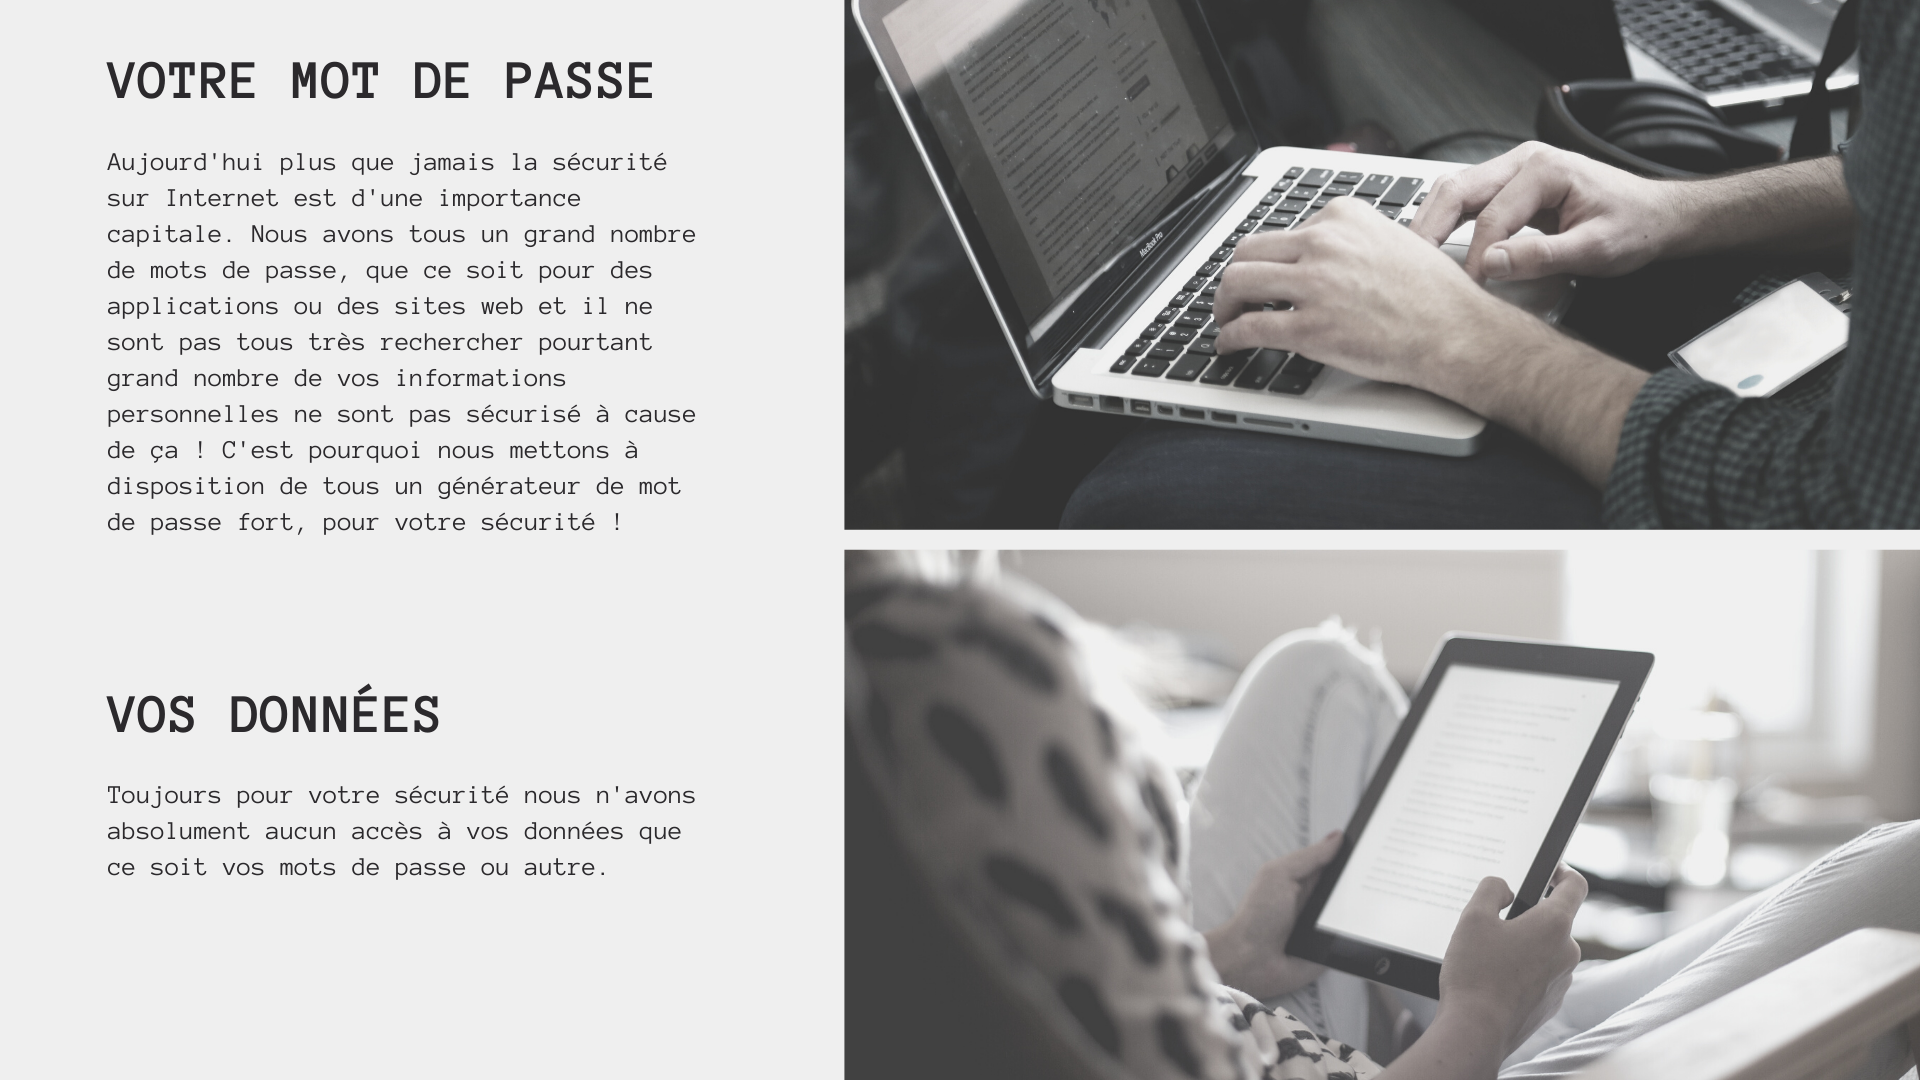 VOTRE MOT DE PASSE
Aujourd'hui plus que jamais la sécurité
sur Internet est d'une importance
capitale. Nous avons tous un grand nombre
de mots de passe, que ce soit pour des
applications ou des sites web et il ne
sont pas tous très rechercher pourtant
grand nombre de vos informations
personnelles ne sont pas sécurisé à cause
de ça ! C'est pourquoi nous mettons à
disposition de tous un générateur de mot
de passe fort, pour votre sécurité !
MacBook Pro
VOS DONNÉES
Toujours pour votre sécurité nous n'avons
absolument aucun accès à vos données que
ce soit vos mots de passe ou autre.